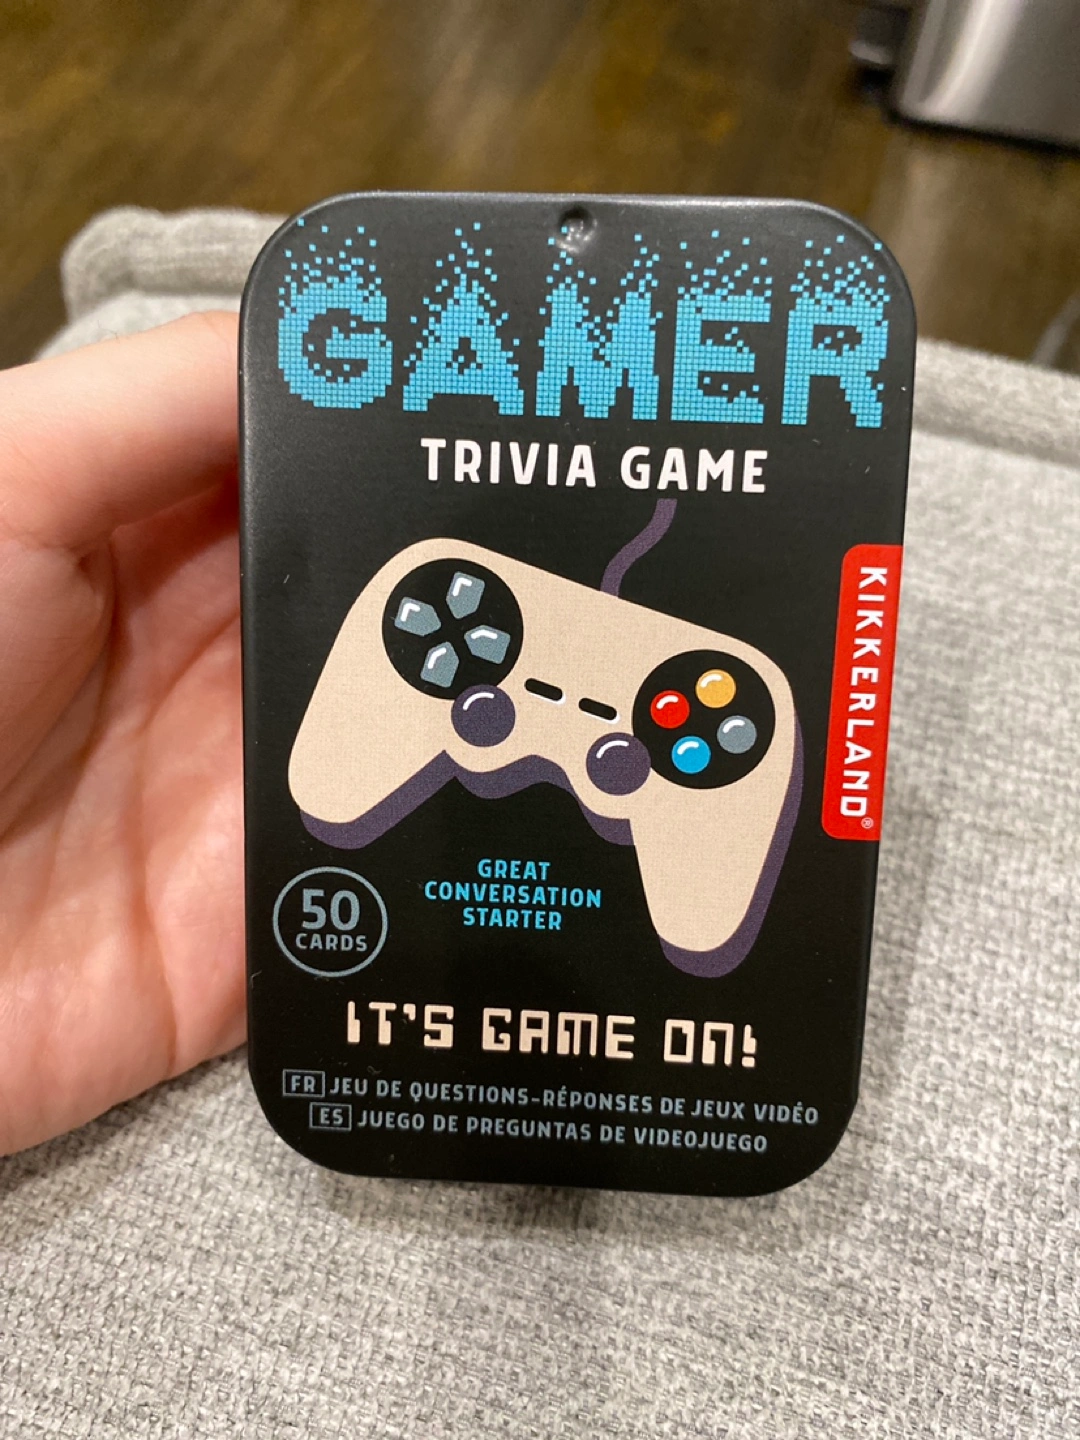 GAMER
TRIVIA GAME
KIKKERLAND®
GREAT
CONVERSATION
STARTER
50
CARDS
IT'S GAME ON!
FR JEU DE QUESTIONS-RÉPONSES DE JEUX VIDÉO
ES JUEGO DE PREGUNTAS DE VIDEOJUEGO